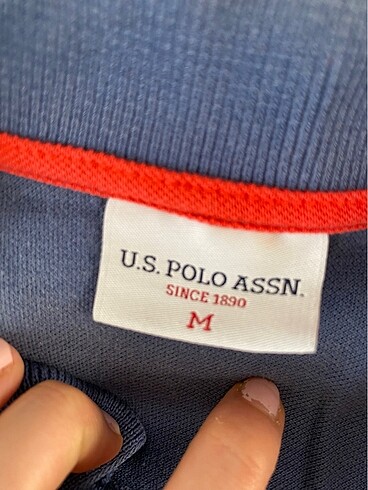 U.S. POLO ASSN.
SINCE 1890
M